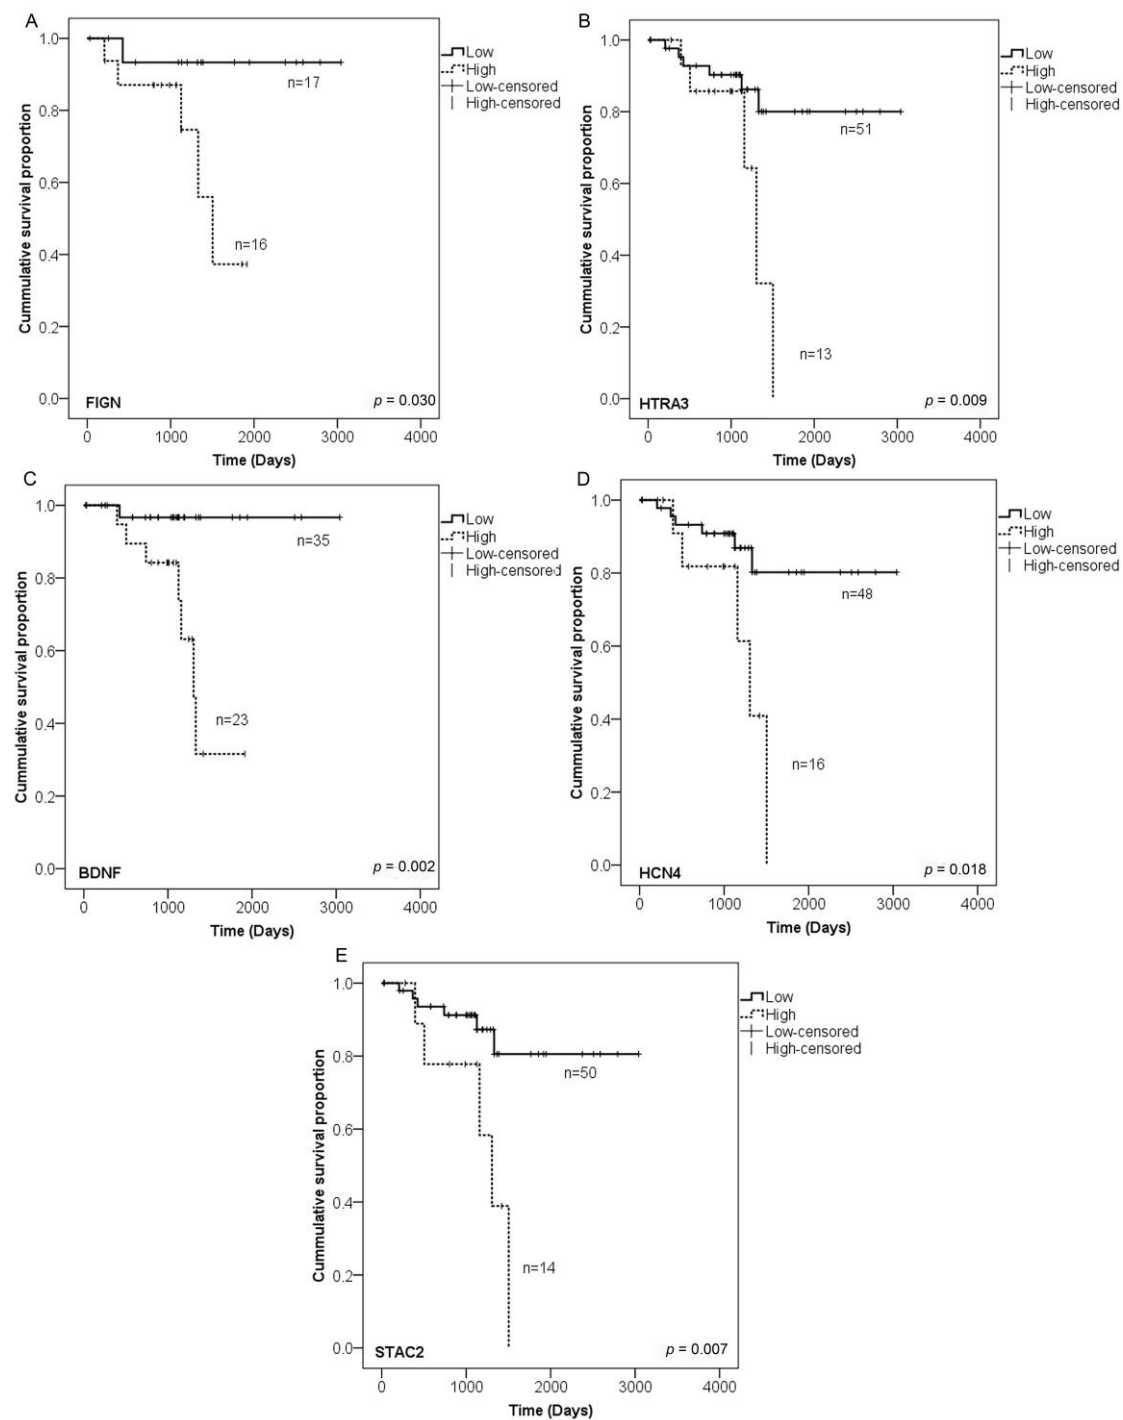 A
Cummulative survival proportion
1.0
0.8
0.6
0.4
0.2
0.0
n=17
n=16
FIGN
p = 0.030
0 1000 2000 3000 4000
Time (Days)
Low
High
Low-censored
High-censored
B
Cummulative survival proportion
1.0
0.8
0.6
0.4
0.2
0.0
n=51
n=13
HTRA3
p = 0.009
0 1000 2000 3000 4000
Time (Days)
Low
High
Low-censored
High-censored
C
Cummulative survival proportion
1.0
0.8
0.6
0.4
0.2
0.0
n=35
n=23
BDNF
p = 0.002
0 1000 2000 3000 4000
Time (Days)
Low
High
Low-censored
High-censored
D
Cummulative survival proportion
1.0
0.8
0.6
0.4
0.2
0.0
n=48
n=16
HCN4
p = 0.018
0 1000 2000 3000 4000
Time (Days)
Low
High
Low-censored
High-censored
E
Cummulative survival proportion
1.0
0.8
0.6
0.4
0.2
0.0
n=50
n=14
STAC2
p = 0.007
0 1000 2000 3000 4000
Time (Days)
Low
High
Low-censored
High-censored